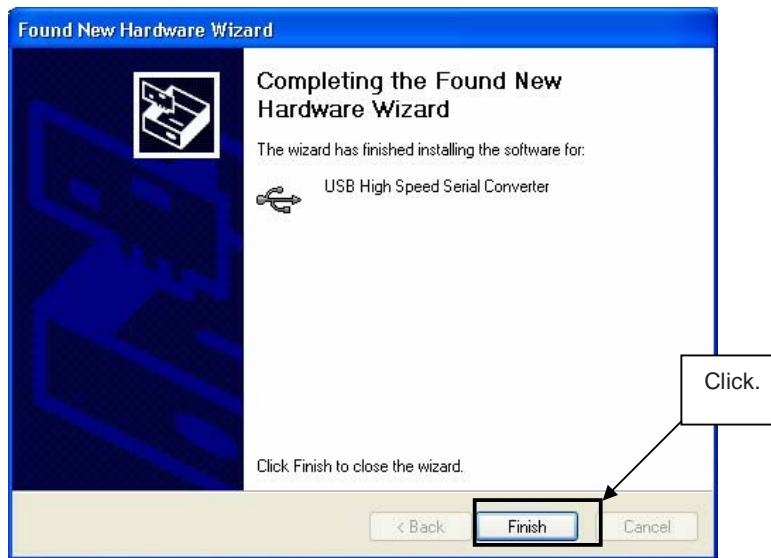 Found New Hardware Wizard
Completing the Found New
Hardware Wizard
The wizard has finished installing the software for:
USB High Speed Serial Converter
Click.
Click Finish to close the wizard.
< Back
Finish
Cancel